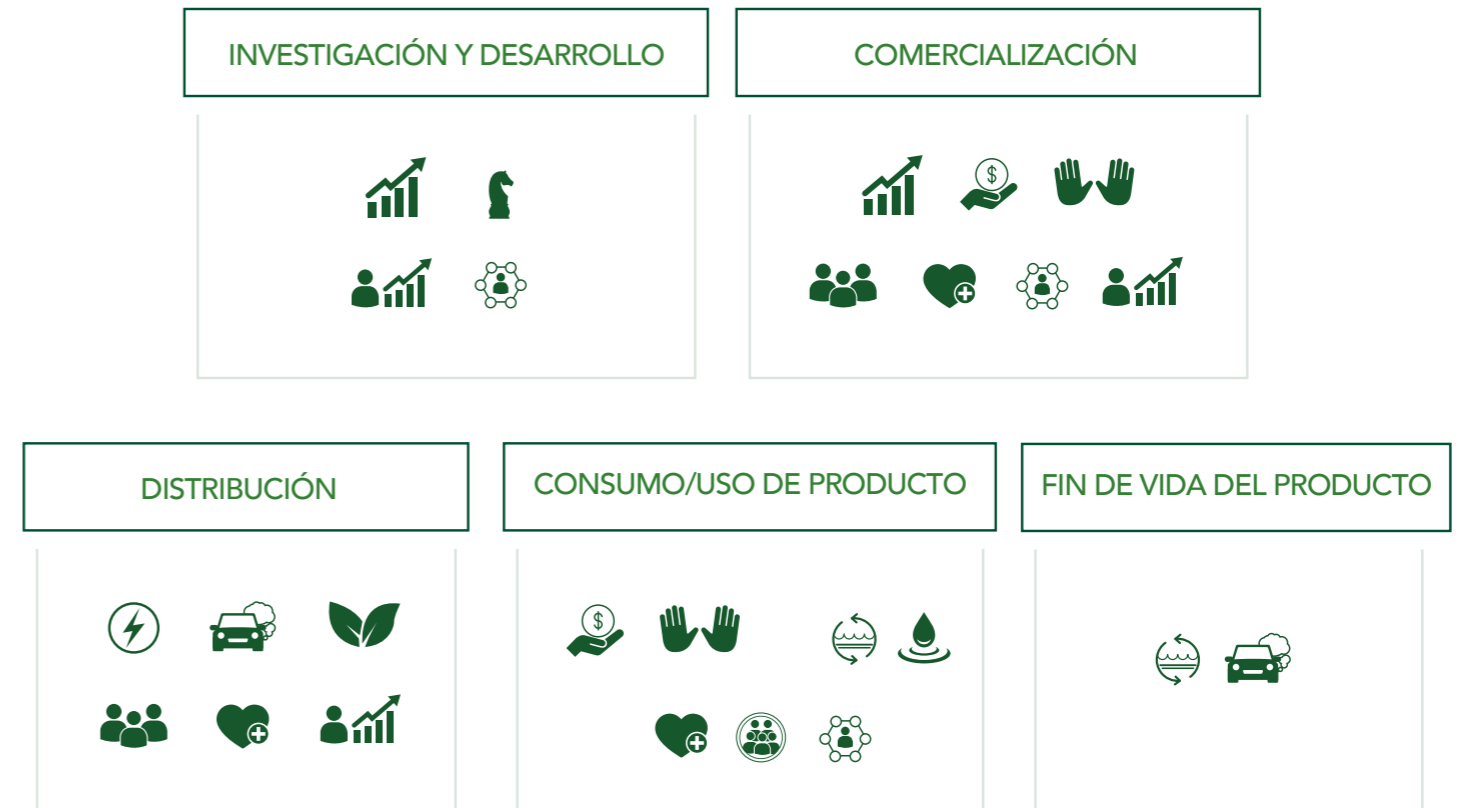 INVESTIGACIÓN Y DESARROLLO
COMERCIALIZACIÓN
$
DISTRIBUCIÓN
CONSUMO/USO DE PRODUCTO
FIN DE VIDA DEL PRODUCTO
$